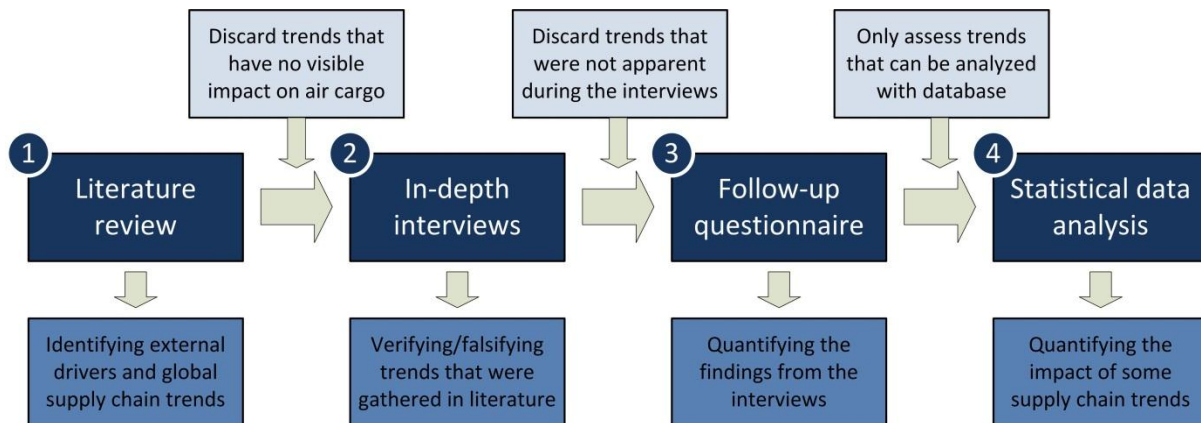 Discard trends that
have no visible
impact on air cargo
Discard trends that
were not apparent
during the interviews
Only assess trends
that can be analyzed
with database
1
Literature
review
2
In-depth
interviews
3
Follow-up
questionnaire
4
Statistical data
analysis
Identifying external
drivers and global
supply chain trends
Verifying/falsifying
trends that were
gathered in literature
Quantifying the
findings from the
interviews
Quantifying the
impact of some
supply chain trends